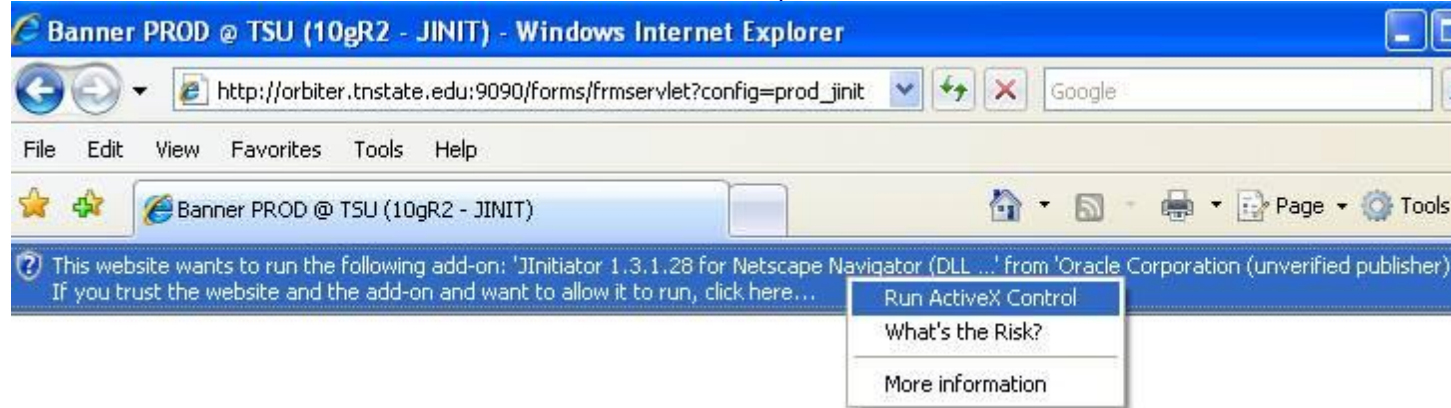 Banner PROD @ TSU (10gR2 - JINIT) - Windows Internet Explorer
http://orbiter.tnstate.edu:9090/forms/frmservlet?config=prod_jinit Google
File Edit View Favorites Tools Help
Banner PROD @ TSU (10gR2 - JINIT) Page Tools
This website wants to run the following add-on: 'JInitiator 1.3.1.28 for Netscape Navigator (DLL ...' from 'Oracle Corporation (unverified publisher)
If you trust the website and the add-on and want to allow it to run, click here...
Run ActiveX Control
What's the Risk?
More information